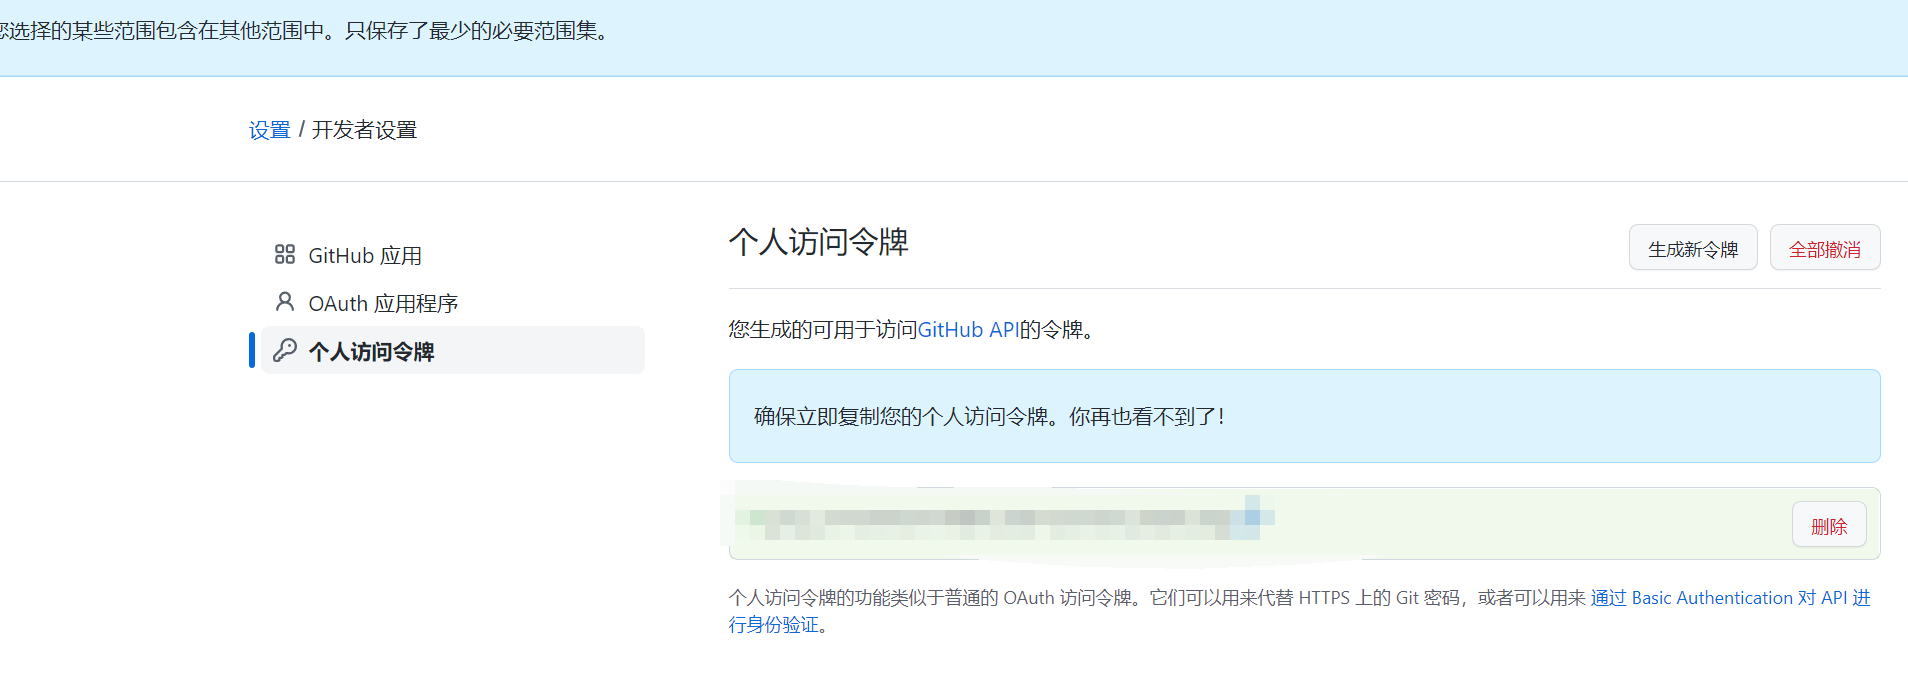 您选择的某些范围包含在其他范围中。只保存了最少的必要范围集。
设置 / 开发者设置
GitHub 应用
OAuth 应用程序
个人访问令牌
个人访问令牌
生成新令牌
全部撤消
您生成的可用于访问GitHub API的令牌。
确保立即复制您的个人访问令牌。你再也看不到了！
删除
个人访问令牌的功能类似于普通的 OAuth 访问令牌。它们可以用来代替 HTTPS 上的 Git 密码，或者可以用来 通过 Basic Authentication 对 API 进
行身份验证。